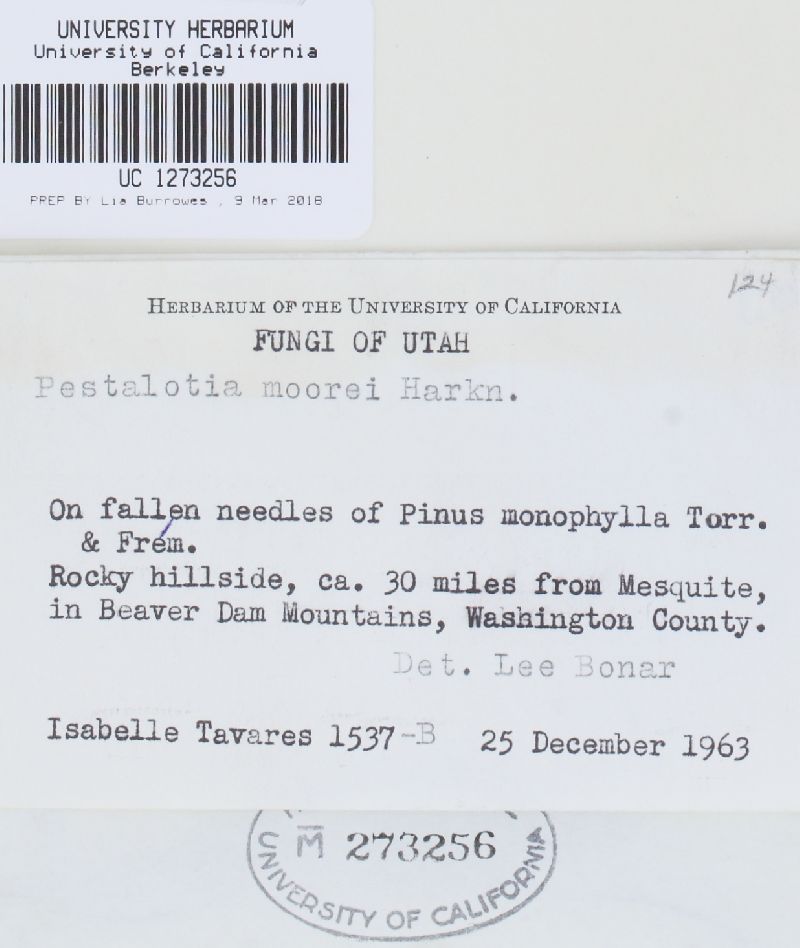 UNIVERSITY HERBARIUM
University of California
Berkeley
UC 1273256
PREP BY Lia Burrowes , 9 Mar 2018
124
HERBARIUM OF THE UNIVERSITY OF CALIFORNIA
FUNGI OF UTAH
Pestalotia moorei Harkn.
On fallen needles of Pinus monophylla Torr.
& Frém.
Rocky hillside, ca. 30 miles from Mesquite,
in Beaver Dam Mountains, Washington County.
Det. Lee Bonar
Isabelle Tavares 1537-B 25 December 1963
M̅ 273256
UNIVERSITY OF CALIFORNIA